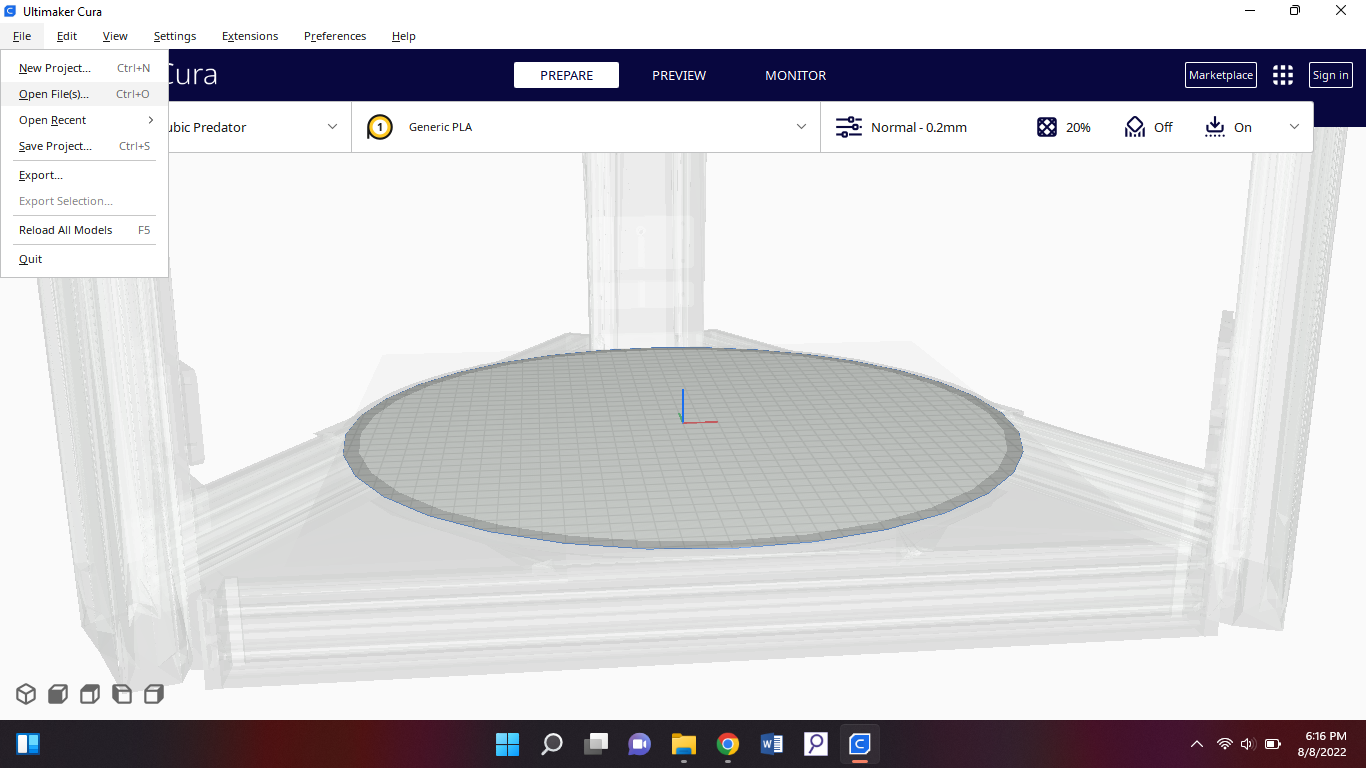 Ultimaker Cura
File Edit View Settings Extensions Preferences Help
New Project... Ctrl+N
Open File(s)... Ctrl+O
Open Recent
Save Project... Ctrl+S
Export...
Export Selection...
Reload All Models F5
Quit
Cura PREPARE PREVIEW MONITOR Marketplace Sign in
ubic Predator 1 Generic PLA Normal - 0.2mm 20% Off On
6:16 PM
8/8/2022